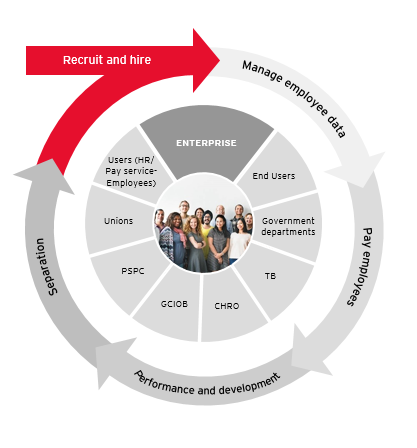 Recruit and hire
Manage employee data
Pay employees
Performance and development
Separation
ENTERPRISE
End Users
Government
departments
TB
CHRO
GCIOB
PSPC
Unions
Users (HR/
Pay service-
Employees)